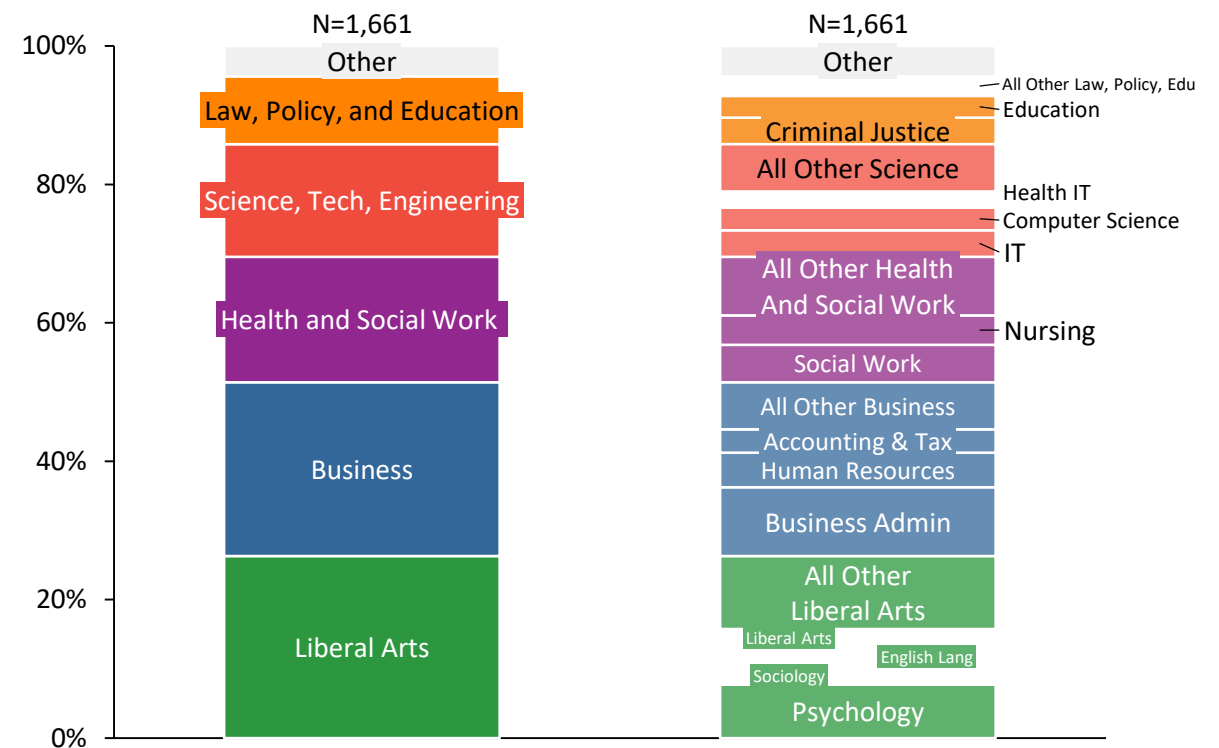 N=1,661
N=1,661
100%
80%
60%
40%
20%
0%
Other
Law, Policy, and Education
Science, Tech, Engineering
Health and Social Work
Business
Liberal Arts
Other
All Other Law, Policy, Edu
Education
Criminal Justice
All Other Science
Health IT
Computer Science
IT
All Other Health
And Social Work
Nursing
Social Work
All Other Business
Accounting & Tax
Human Resources
Business Admin
All Other
Liberal Arts
Liberal Arts
English Lang
Sociology
Psychology